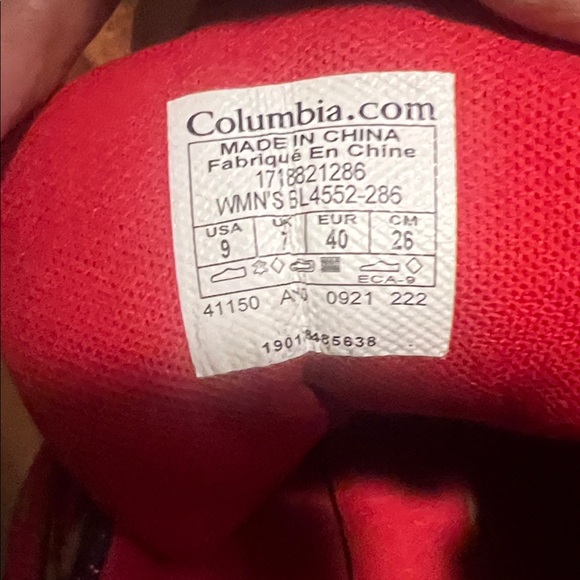 Columbia.com
MADE IN CHINA
Fabriqué En Chine
1718821286
WMN'S BL4552-286
USA UK EUR CM
9 7 40 26
ECA-9
41150 0921 222